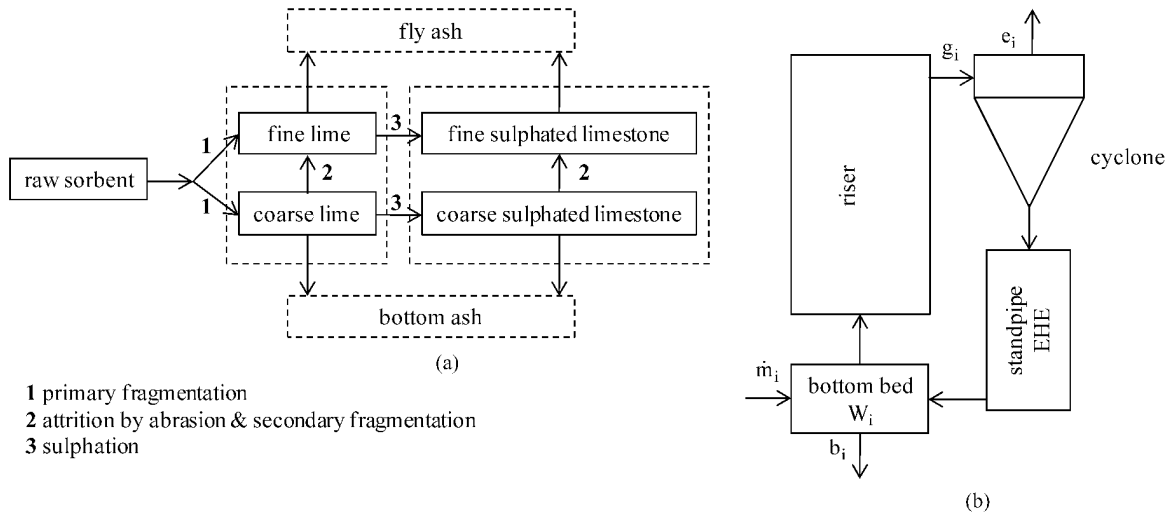 fly ash
1
fine lime
3
fine sulphated limestone
raw sorbent
2
2
1
coarse lime
3
coarse sulphated limestone
bottom ash
(a)
1 primary fragmentation
2 attrition by abrasion & secondary fragmentation
3 sulphation
eᵢ
gᵢ
riser
cyclone
standpipe
EHE
ṁᵢ
bottom bed
Wᵢ
bᵢ
(b)